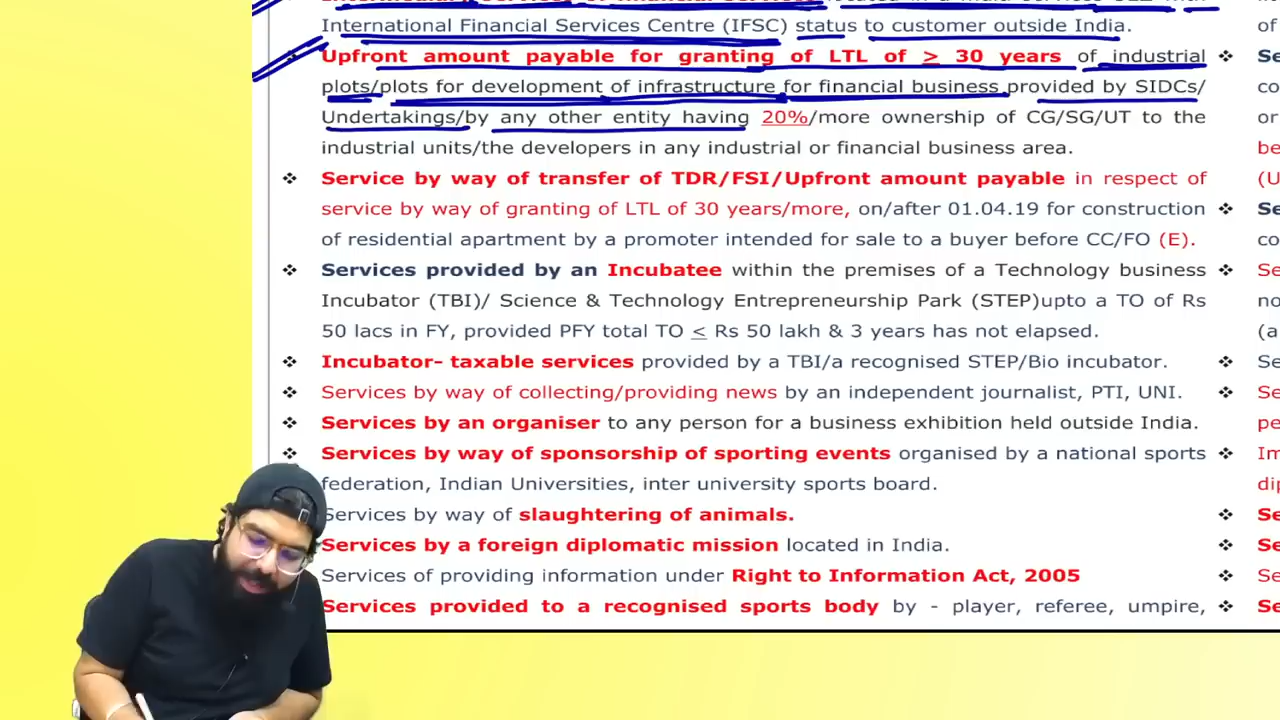 International Financial Services Centre (IFSC) status to customer outside India.
Upfront amount payable for granting of LTL of ≥ 30 years of industrial
plots/plots for development of infrastructure for financial business provided by SIDCs/
Undertakings/by any other entity having 20%/more ownership of CG/SG/UT to the
industrial units/the developers in any industrial or financial business area.
❖ Service by way of transfer of TDR/FSI/Upfront amount payable in respect of
service by way of granting of LTL of 30 years/more, on/after 01.04.19 for construction
of residential apartment by a promoter intended for sale to a buyer before CC/FO (E).
❖ Services provided by an Incubatee within the premises of a Technology business
Incubator (TBI)/ Science & Technology Entrepreneurship Park (STEP)upto a TO of Rs
50 lacs in FY, provided PFY total TO ≤ Rs 50 lakh & 3 years has not elapsed.
❖ Incubator- taxable services provided by a TBI/a recognised STEP/Bio incubator.
❖ Services by way of collecting/providing news by an independent journalist, PTI, UNI.
❖ Services by an organiser to any person for a business exhibition held outside India.
❖ Services by way of sponsorship of sporting events organised by a national sports
federation, Indian Universities, inter university sports board.
Services by way of slaughtering of animals.
Services by a foreign diplomatic mission located in India.
Services of providing information under Right to Information Act, 2005
Services provided to a recognised sports body by - player, referee, umpire,